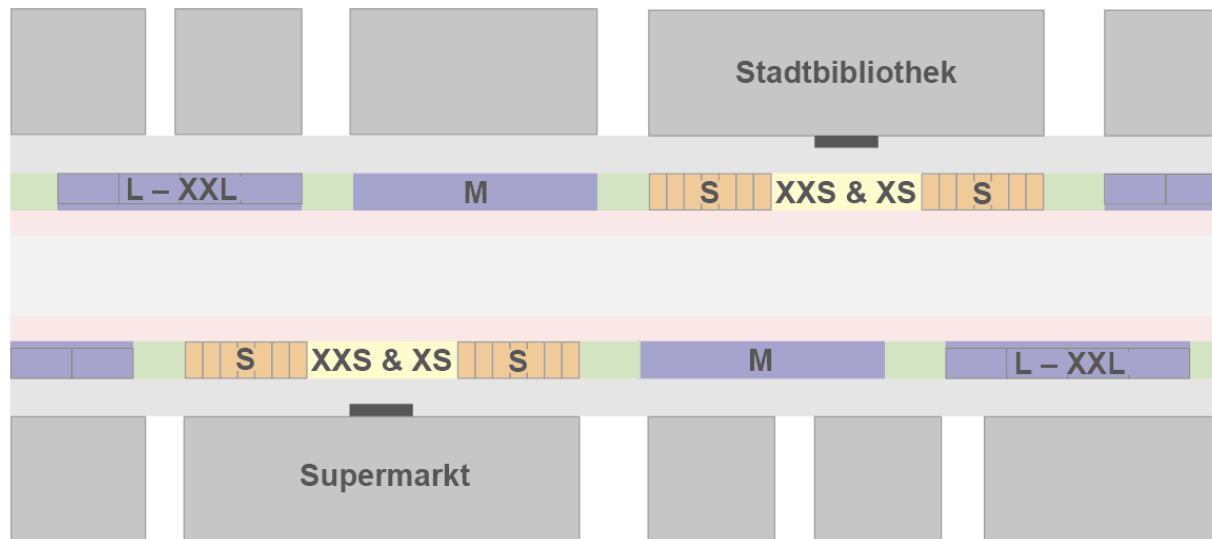 Stadtbibliothek
L – XXL M S XXS & XS S
S XXS & XS S M L – XXL
Supermarkt